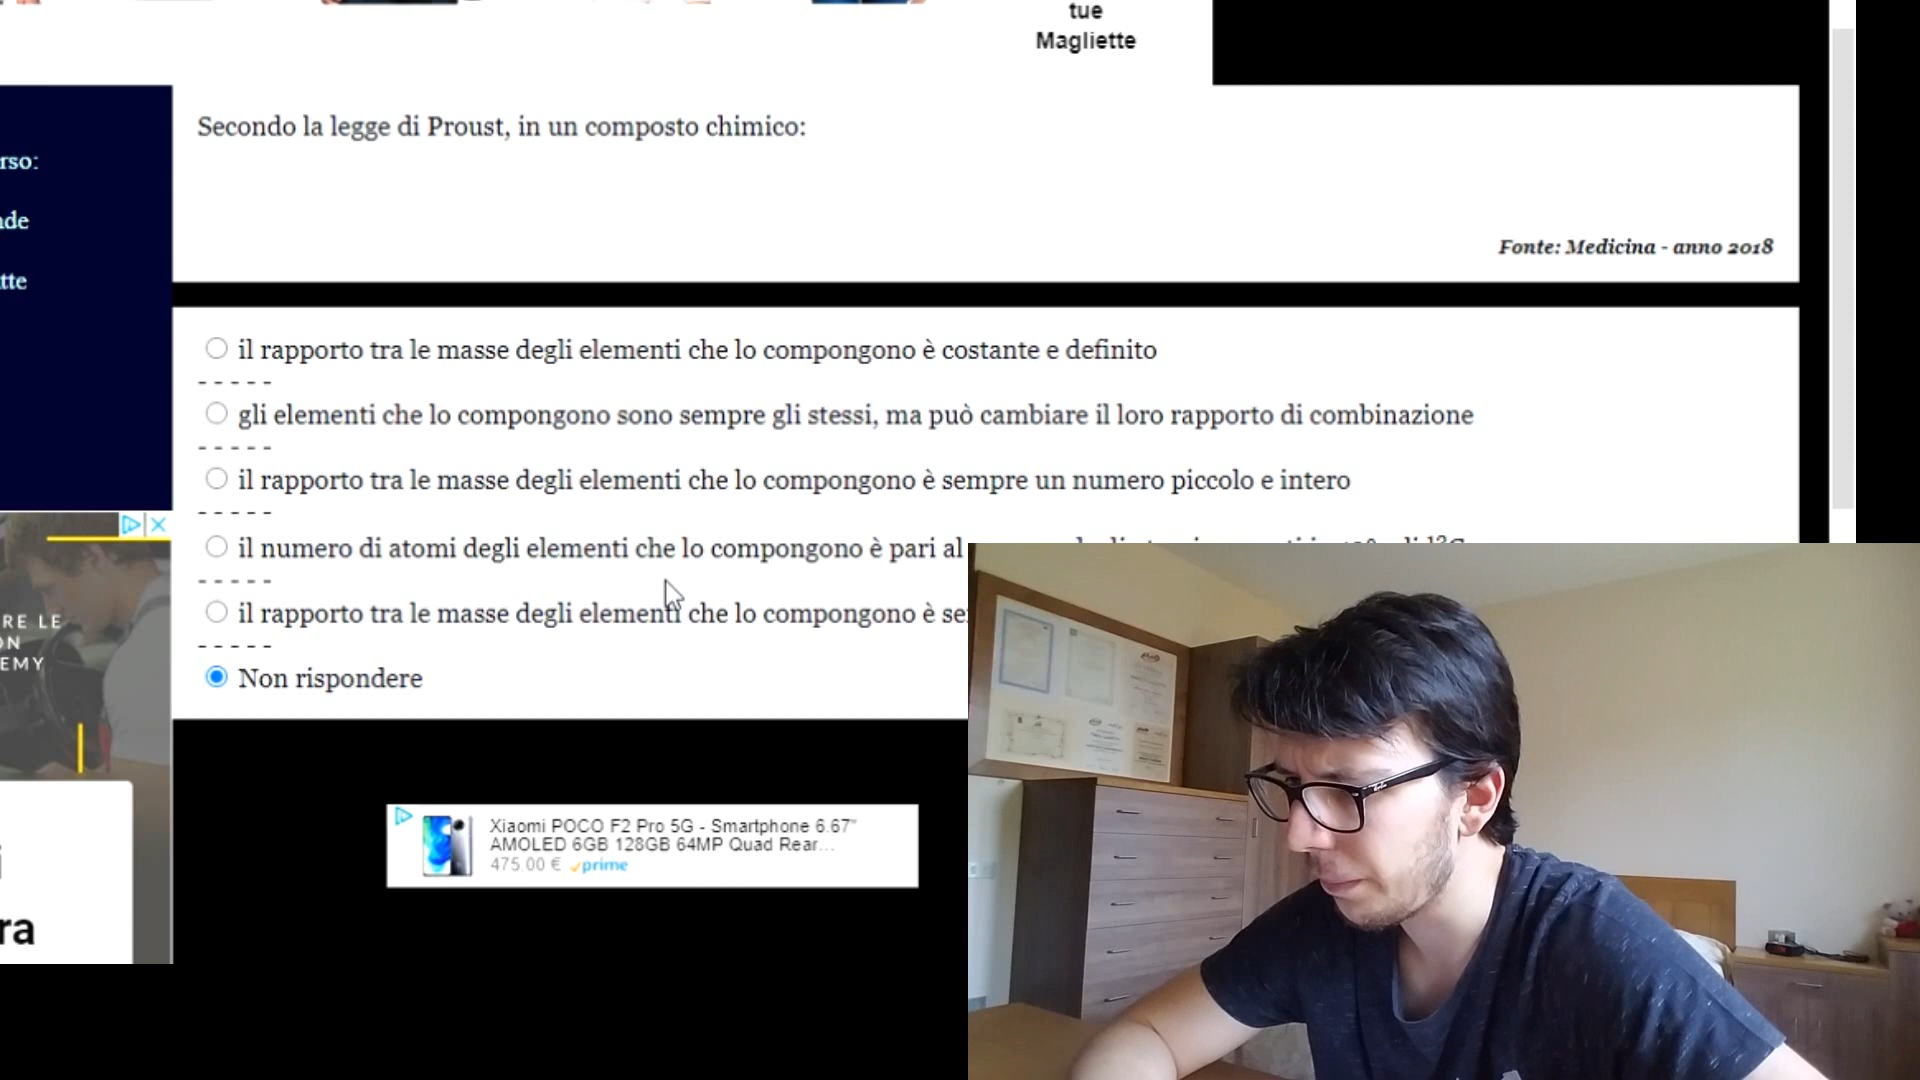 tue
Magliette
Secondo la legge di Proust, in un composto chimico:
rso:
nde
tte
Fonte: Medicina - anno 2018
il rapporto tra le masse degli elementi che lo compongono è costante e definito
- - - - -
gli elementi che lo compongono sono sempre gli stessi, ma può cambiare il loro rapporto di combinazione
- - - - -
il rapporto tra le masse degli elementi che lo compongono è sempre un numero piccolo e intero
- - - - -
il numero di atomi degli elementi che lo compongono è pari al
- - - - -
il rapporto tra le masse degli elementi che lo compongono è se
- - - - -
Non rispondere
RE LE
ON
EMY
ra
Xiaomi POCO F2 Pro 5G - Smartphone 6.67"
AMOLED 6GB 128GB 64MP Quad Rear...
475.00 € prime
Ray-Ban